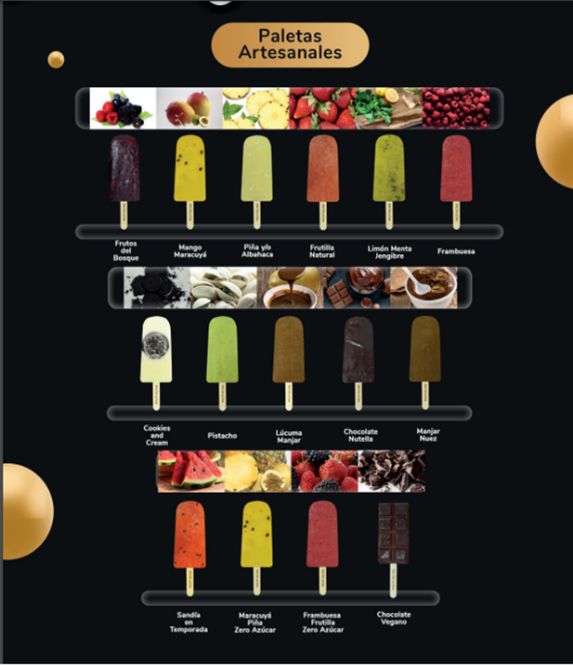 Paletas
Artesanales
Frutos
del
Bosque
Mango
Maracuyá
Piña y/o
Albahaca
Frutilla
Natural
Limón Menta
Jengibre
Frambuesa
Cookies
and
Cream
Pistacho
Lúcuma
Manjar
Chocolate
Nutella
Manjar
Nuez
Sandía
en
Temporada
Maracuyá
Piña
Zero Azúcar
Frambuesa
Frutilla
Zero Azúcar
Chocolate
Vegano